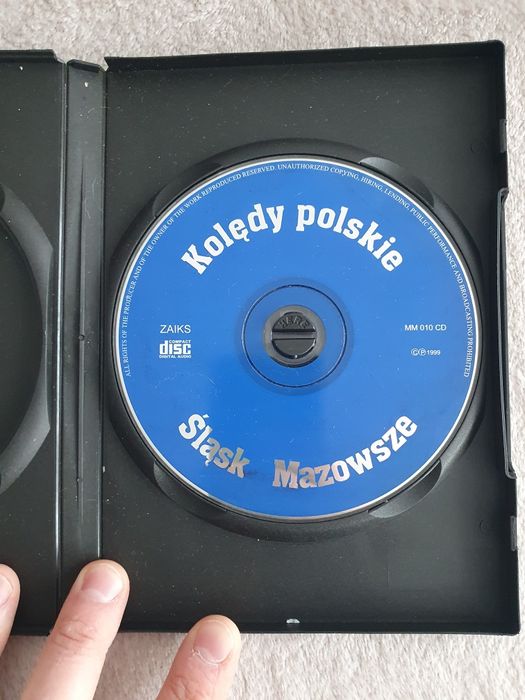 ALL RIGHTS OF THE PRODUCER AND OF THE OWNER OF THE WORK REPRODUCED RESERVED. UNAUTHORIZED COPYING, HIRING, LENDING, PUBLIC PERFORMANCE AND BROADCASTING PROHIBITED
Kolędy polskie
ZAIKS
MM 010 CD
COMPACT
disc
DIGITAL AUDIO
©℗1999
Śląsk Mazowsze